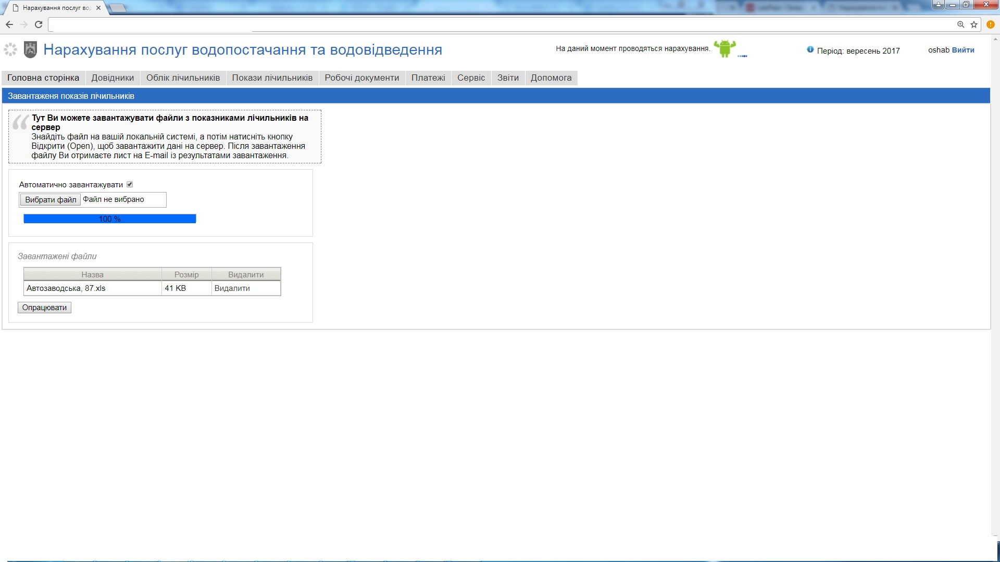 Нарахування послуг вод
Нарахування послуг водопостачання та водовідведення
На даний момент проводяться нарахування.
Період: вересень 2017
oshab Вийти
Головна сторінка Довідники Облік лічильників Покази лічильників Робочі документи Платежі Сервіс Звіти Допомога
Завантаженя показів лічильників
Тут Ви можете завантажувати файли з показниками лічильників на
сервер
Знайдіть файл на вашій локальній системі, а потім натисніть кнопку
Відкрити (Open), щоб завантажити дані на сервер. Після завантаження
файлу Ви отримаєте лист на E-mail із результатами завантаження.
Автоматично завантажувати
Вибрати файл Файл не вибрано
100 %
Завантажені файли
Назва Розмір Видалити
Автозаводська, 87.xls 41 KB Видалити
Опрацювати